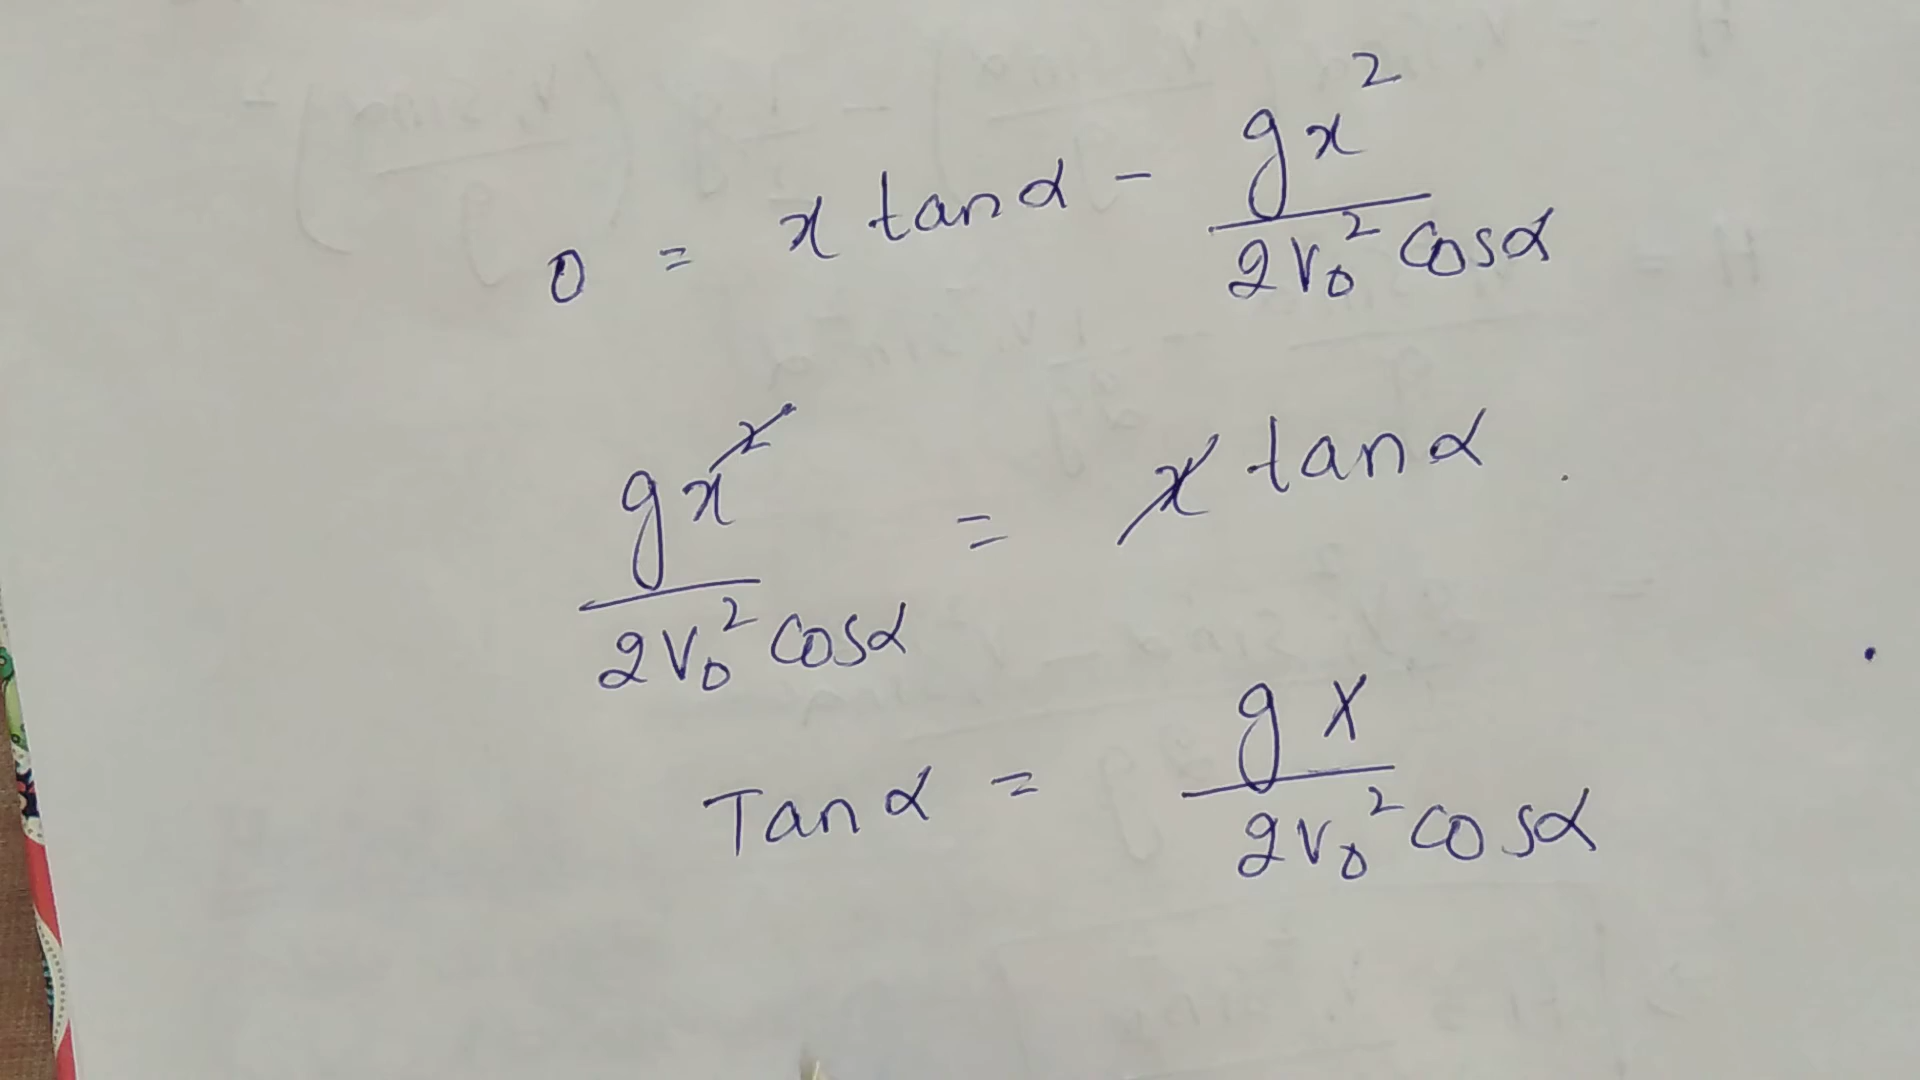 0 = x tanα - gx² / 2v₀² cosα
gx² / 2v₀² cosα = x tanα .
Tanα = gx / 2v₀² cosα